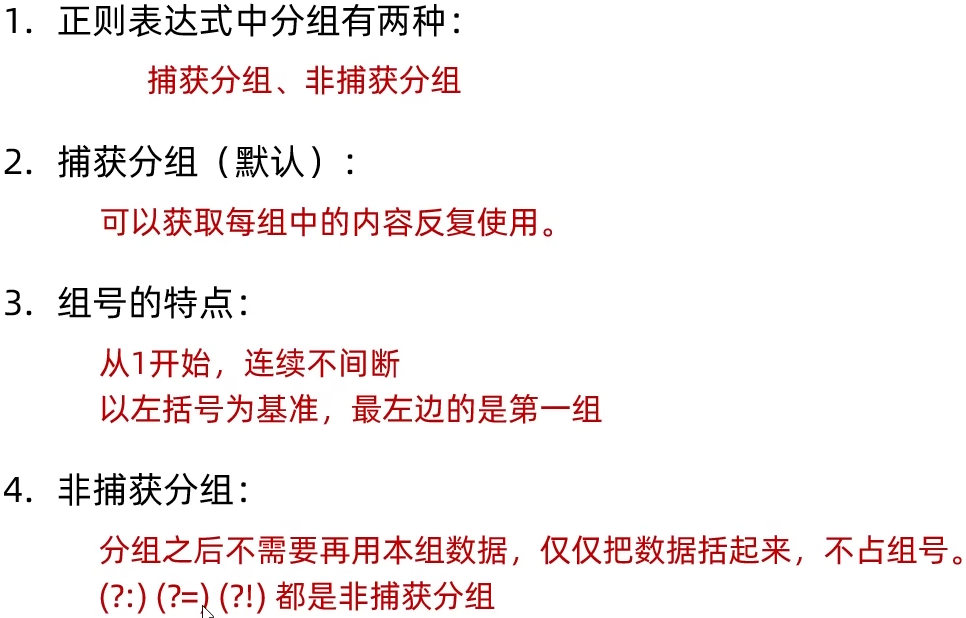 1. 正则表达式中分组有两种：
捕获分组、非捕获分组
2. 捕获分组（默认）：
可以获取每组中的内容反复使用。
3. 组号的特点：
从1开始，连续不间断
以左括号为基准，最左边的是第一组
4. 非捕获分组：
分组之后不需要再用本组数据，仅仅把数据括起来，不占组号。
(?:) (?=) (?!) 都是非捕获分组